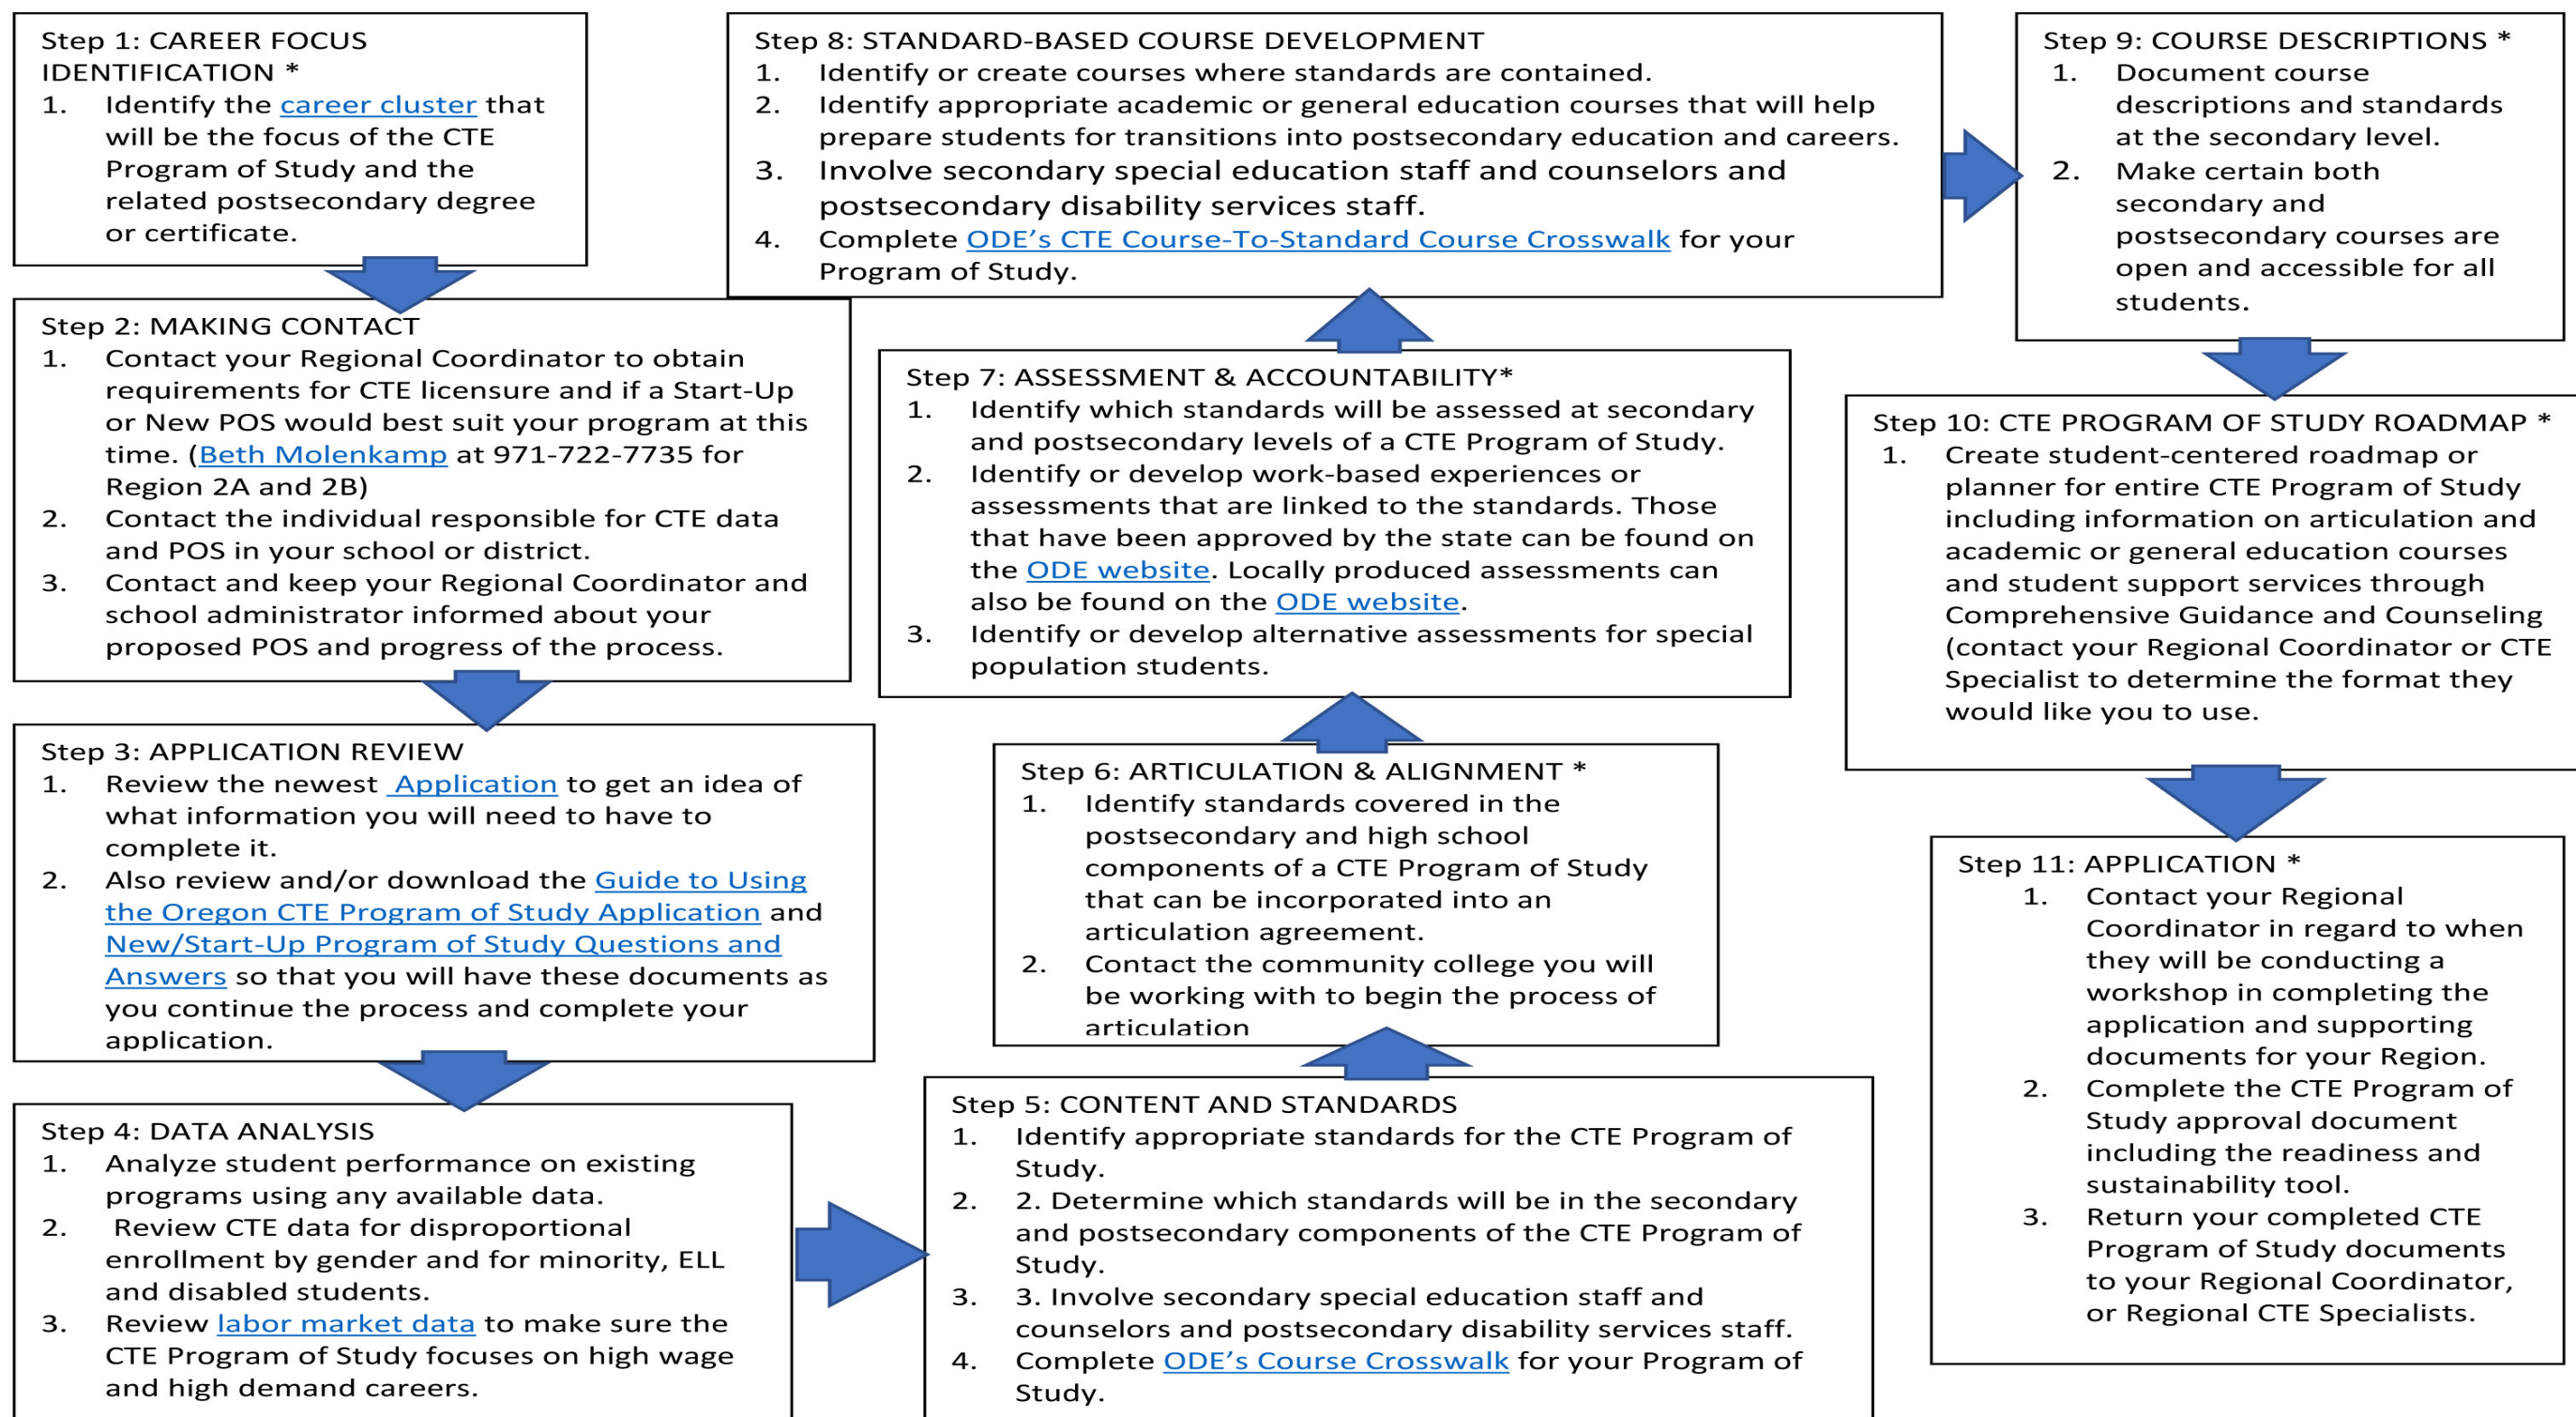 Step 1: CAREER FOCUS
IDENTIFICATION *
1. Identify the career cluster that
will be the focus of the CTE
Program of Study and the
related postsecondary degree
or certificate.
Step 2: MAKING CONTACT
1. Contact your Regional Coordinator to obtain
requirements for CTE licensure and if a Start-Up
or New POS would best suit your program at this
time. (Beth Molenkamp at 971-722-7735 for
Region 2A and 2B)
2. Contact the individual responsible for CTE data
and POS in your school or district.
3. Contact and keep your Regional Coordinator and
school administrator informed about your
proposed POS and progress of the process.
Step 3: APPLICATION REVIEW
1. Review the newest Application to get an idea of
what information you will need to have to
complete it.
2. Also review and/or download the Guide to Using
the Oregon CTE Program of Study Application and
New/Start-Up Program of Study Questions and
Answers so that you will have these documents as
you continue the process and complete your
application.
Step 4: DATA ANALYSIS
1. Analyze student performance on existing
programs using any available data.
2. Review CTE data for disproportional
enrollment by gender and for minority, ELL
and disabled students.
3. Review labor market data to make sure the
CTE Program of Study focuses on high wage
and high demand careers.
Step 5: CONTENT AND STANDARDS
1. Identify appropriate standards for the CTE Program of
Study.
2. 2. Determine which standards will be in the secondary
and postsecondary components of the CTE Program of
Study.
3. 3. Involve secondary special education staff and
counselors and postsecondary disability services staff.
4. Complete ODE’s Course Crosswalk for your Program of
Study.
Step 6: ARTICULATION & ALIGNMENT *
1. Identify standards covered in the
postsecondary and high school
components of a CTE Program of Study
that can be incorporated into an
articulation agreement.
2. Contact the community college you will
be working with to begin the process of
articulation
Step 7: ASSESSMENT & ACCOUNTABILITY*
1. Identify which standards will be assessed at secondary
and postsecondary levels of a CTE Program of Study.
2. Identify or develop work-based experiences or
assessments that are linked to the standards. Those
that have been approved by the state can be found on
the ODE website. Locally produced assessments can
also be found on the ODE website.
3. Identify or develop alternative assessments for special
population students.
Step 8: STANDARD-BASED COURSE DEVELOPMENT
1. Identify or create courses where standards are contained.
2. Identify appropriate academic or general education courses that will help
prepare students for transitions into postsecondary education and careers.
3. Involve secondary special education staff and counselors and
postsecondary disability services staff.
4. Complete ODE’s CTE Course-To-Standard Course Crosswalk for your
Program of Study.
Step 9: COURSE DESCRIPTIONS *
1. Document course
descriptions and standards
at the secondary level.
2. Make certain both
secondary and
postsecondary courses are
open and accessible for all
students.
Step 10: CTE PROGRAM OF STUDY ROADMAP *
1. Create student-centered roadmap or
planner for entire CTE Program of Study
including information on articulation and
academic or general education courses
and student support services through
Comprehensive Guidance and Counseling
(contact your Regional Coordinator or CTE
Specialist to determine the format they
would like you to use.
Step 11: APPLICATION *
1. Contact your Regional
Coordinator in regard to when
they will be conducting a
workshop in completing the
application and supporting
documents for your Region.
2. Complete the CTE Program of
Study approval document
including the readiness and
sustainability tool.
3. Return your completed CTE
Program of Study documents
to your Regional Coordinator,
or Regional CTE Specialists.